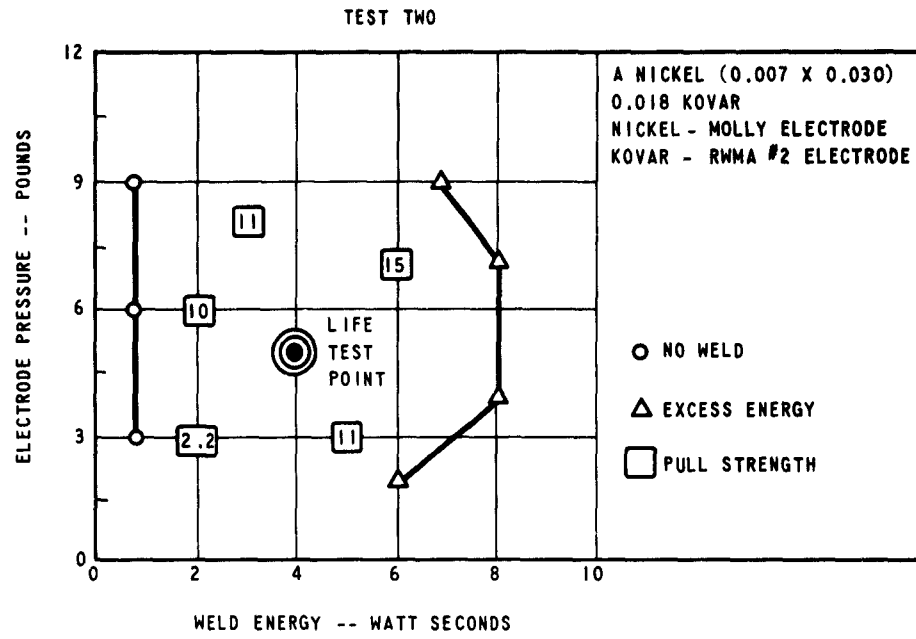 TEST TWO
A NICKEL (0.007 X 0.030)
0.018 KOVAR
NICKEL - MOLLY ELECTRODE
KOVAR - RWMA #2 ELECTRODE
ELECTRODE PRESSURE -- POUNDS
12
9
6
3
0
11
15
10
LIFE
TEST
POINT
2.2
11
NO WELD
EXCESS ENERGY
PULL STRENGTH
0 2 4 6 8 10
WELD ENERGY -- WATT SECONDS